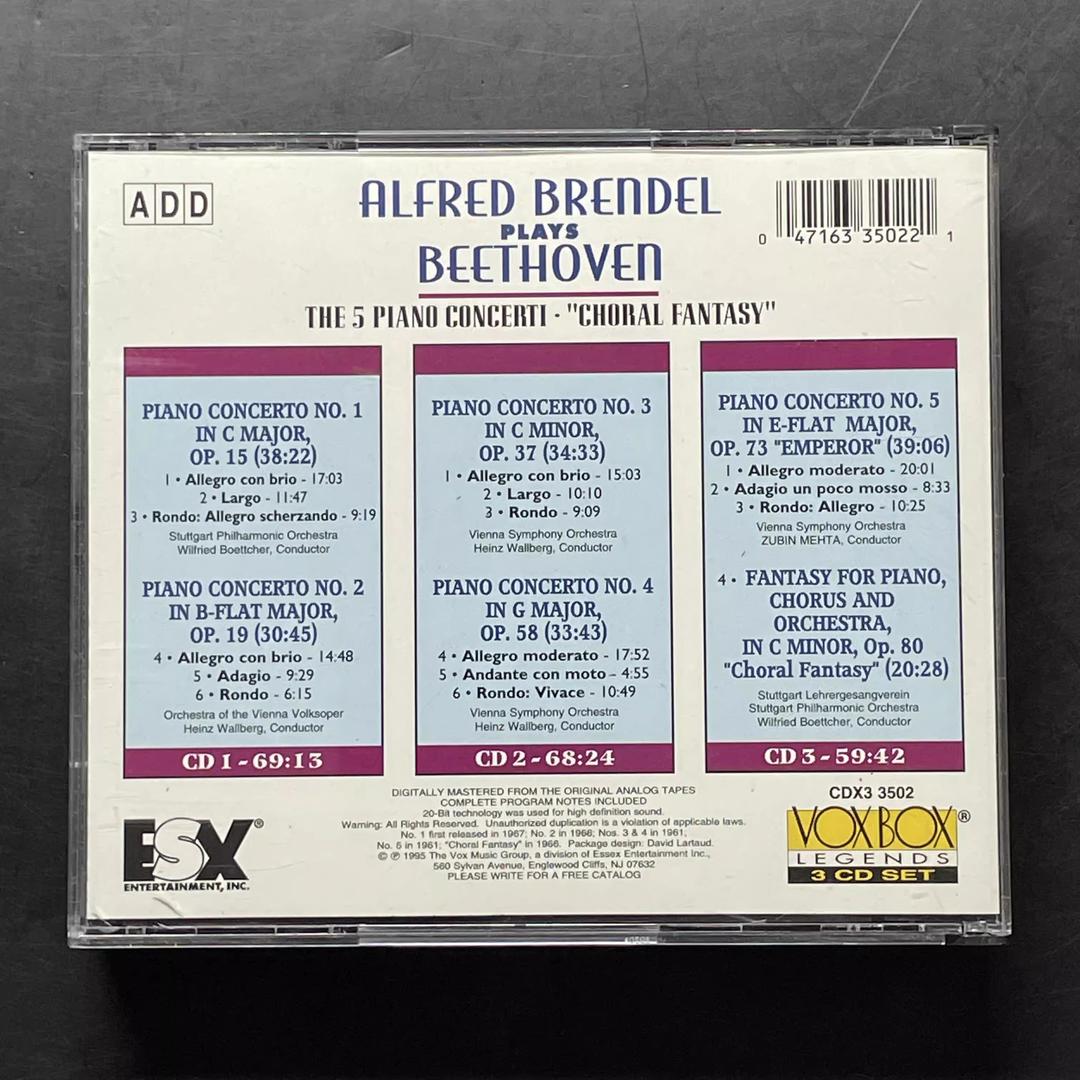 ADD
ALFRED BRENDEL
PLAYS
BEETHOVEN
0 47163 35022 1
THE 5 PIANO CONCERTI · "CHORAL FANTASY"
PIANO CONCERTO NO. 1
IN C MAJOR,
OP. 15 (38:22)
1 • Allegro con brio - 17:03
2 • Largo - 11:47
3 • Rondo: Allegro scherzando - 9:19
Stuttgart Philharmonic Orchestra
Wilfried Boettcher, Conductor
PIANO CONCERTO NO. 2
IN B-FLAT MAJOR,
OP. 19 (30:45)
4 • Allegro con brio - 14:48
5 • Adagio - 9:29
6 • Rondo - 6:15
Orchestra of the Vienna Volksoper
Heinz Wallberg, Conductor
CD 1 - 69:13
PIANO CONCERTO NO. 3
IN C MINOR,
OP. 37 (34:33)
1 • Allegro con brio - 15:03
2 • Largo - 10:10
3 • Rondo - 9:09
Vienna Symphony Orchestra
Heinz Wallberg, Conductor
PIANO CONCERTO NO. 4
IN G MAJOR,
OP. 58 (33:43)
4 • Allegro moderato - 17:52
5 • Andante con moto - 4:55
6 • Rondo: Vivace - 10:49
Vienna Symphony Orchestra
Heinz Wallberg, Conductor
CD 2 - 68:24
PIANO CONCERTO NO. 5
IN E-FLAT MAJOR,
OP. 73 "EMPEROR" (39:06)
1 • Allegro moderato - 20:01
2 • Adagio un poco mosso - 8:33
3 • Rondo: Allegro - 10:25
Vienna Symphony Orchestra
ZUBIN MEHTA, Conductor
4 • FANTASY FOR PIANO,
CHORUS AND
ORCHESTRA,
IN C MINOR, Op. 80
"Choral Fantasy" (20:28)
Stuttgart Lehrergesangverein
Stuttgart Philharmonic Orchestra
Wilfried Boettcher, Conductor
CD 3 - 59:42
DIGITALLY MASTERED FROM THE ORIGINAL ANALOG TAPES
COMPLETE PROGRAM NOTES INCLUDED
20-Bit technology was used for high definition sound.
Warning: All Rights Reserved. Unauthorized duplication is a violation of applicable laws.
No. 1 first released in 1967; No. 2 in 1966; Nos. 3 & 4 in 1961,
No. 5 in 1961; "Choral Fantasy" in 1966. Package design: David Lartaud.
© ℗ 1995 The Vox Music Group, a division of Essex Entertainment Inc.,
560 Sylvan Avenue, Englewood Cliffs, NJ 07632
PLEASE WRITE FOR A FREE CATALOG
ESX®
ENTERTAINMENT, INC.
CDX3 3502
VOXBOX®
LEGENDS
3 CD SET